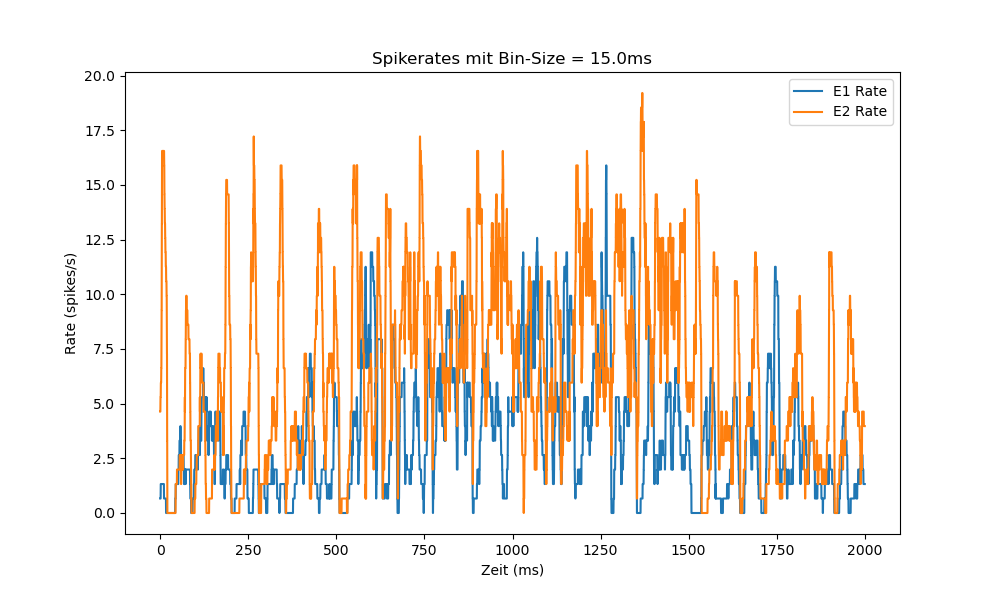 Spikerates mit Bin-Size = 15.0ms
E1 Rate
E2 Rate
20.0
17.5
15.0
12.5
10.0
7.5
5.0
2.5
0.0
Rate (spikes/s)
0 250 500 750 1000 1250 1500 1750 2000
Zeit (ms)